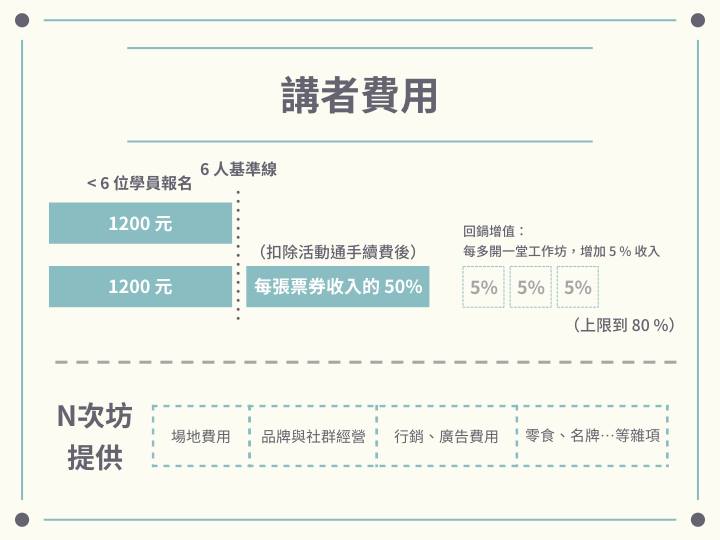 講者費用
6 人基準線
< 6 位學員報名
1200 元
（扣除活動通手續費後）
1200 元
每張票券收入的 50%
回鍋增值：
每多開一堂工作坊，增加 5 % 收入
5%
5%
5%
（上限到 80 %）
N次坊
提供
場地費用
品牌與社群經營
行銷、廣告費用
零食、名牌⋯等雜項